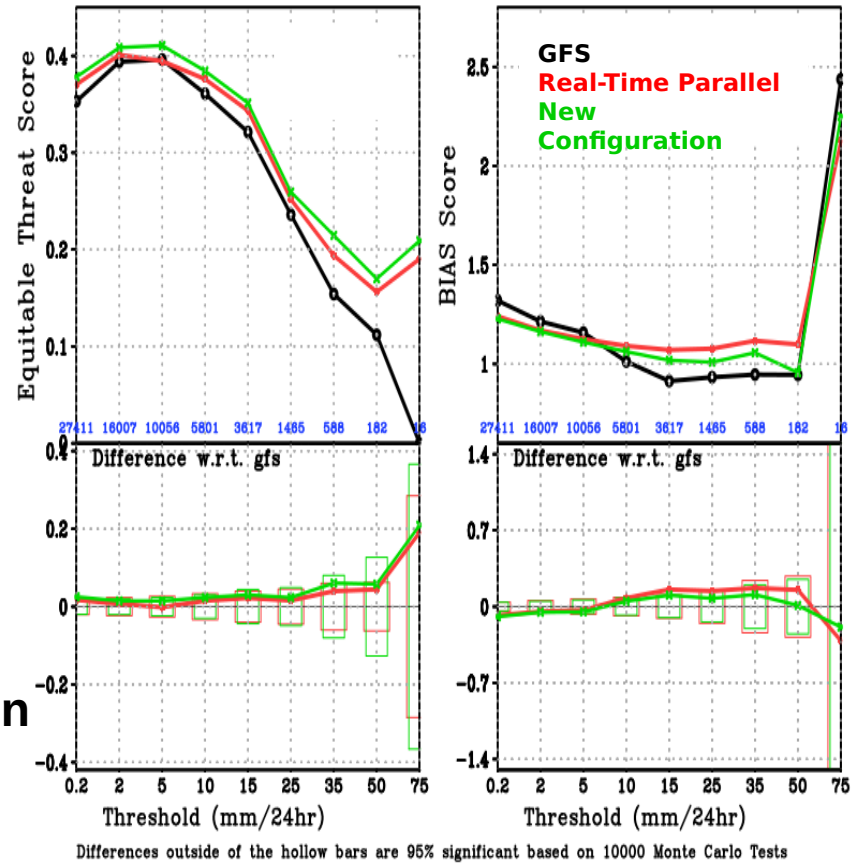 Equitable Threat Score
0.4
0.3
0.2
0.1
0
27411 16007 10056 5801 3617 1485 588 182 16
BIAS Score
GFS
Real-Time Parallel
New
Configuration
2.5
2
1.5
1
27411 16007 10056 5801 3617 1485 588 182 16
Difference w.r.t. gfs
0.4
0.2
0
−0.2
−0.4
0.2 2 5 10 15 25 35 50 75
Threshold (mm/24hr)
Difference w.r.t. gfs
1.4
0.7
0
−0.7
−1.4
0.2 2 5 10 15 25 35 50 75
Threshold (mm/24hr)
n
Differences outside of the hollow bars are 95% significant based on 10000 Monte Carlo Tests